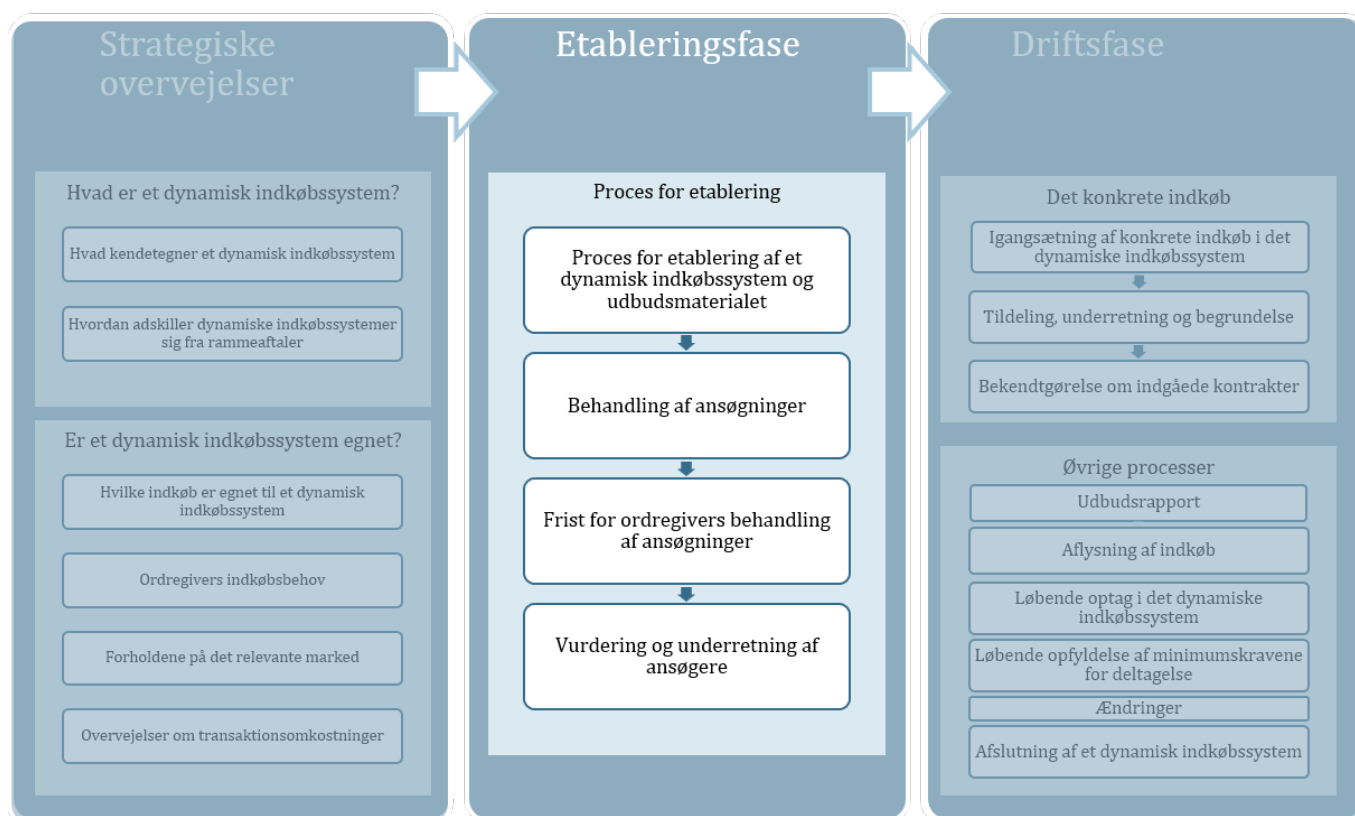 Strategiske
overvejelser
Hvad er et dynamisk indkøbssystem?
Hvad kendetegner et dynamisk indkøbssystem
Hvordan adskiller dynamiske indkøbssystemer
sig fra rammeaftaler
Er et dynamisk indkøbssystem egnet?
Hvilke indkøb er egnet til et dynamisk
indkøbssystem
Ordregivers indkøbsbehov
Forholdene på det relevante marked
Overvejelser om transaktionsomkostninger
Etableringsfase
Proces for etablering
Proces for etablering af et
dynamisk indkøbssystem og
udbudsmaterialet
Behandling af ansøgninger
Frist for ordregivers behandling
af ansøgninger
Vurdering og underretning af
ansøgere
Driftsfase
Det konkrete indkøb
Igangsætning af konkrete indkøb i det
dynamiske indkøbssystem
Tildeling, underretning og begrundelse
Bekendtgørelse om indgåede kontrakter
Øvrige processer
Udbudsrapport
Aflysning af indkøb
Løbende optag i det dynamiske
indkøbssystem
Løbende opfyldelse af minimumskravene
for deltagelse
Ændringer
Afslutning af et dynamisk indkøbssystem